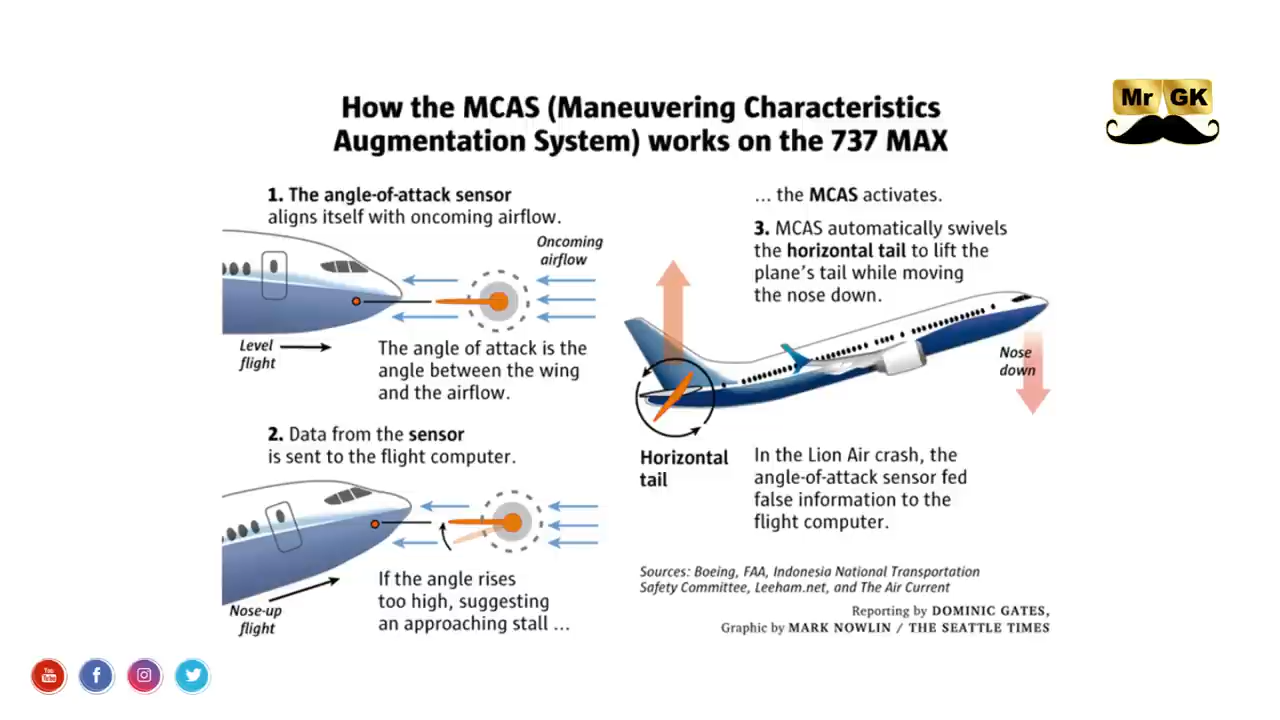 How the MCAS (Maneuvering Characteristics
Augmentation System) works on the 737 MAX
Mr GK
1. The angle-of-attack sensor
aligns itself with oncoming airflow.
Oncoming
airflow
Level
flight
The angle of attack is the
angle between the wing
and the airflow.
2. Data from the sensor
is sent to the flight computer.
Nose-up
flight
If the angle rises
too high, suggesting
an approaching stall ...
... the MCAS activates.
3. MCAS automatically swivels
the horizontal tail to lift the
plane's tail while moving
the nose down.
Nose
down
Horizontal
tail
In the Lion Air crash, the
angle-of-attack sensor fed
false information to the
flight computer.
Sources: Boeing, FAA, Indonesia National Transportation
Safety Committee, Leeham.net, and The Air Current
Reporting by DOMINIC GATES,
Graphic by MARK NOWLIN / THE SEATTLE TIMES
You
Tube